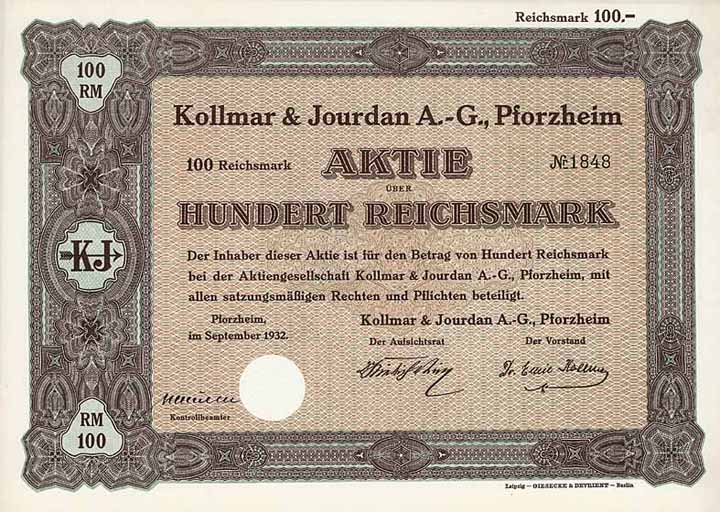 Reichsmark 100.-
100
RM
Kollmar & Jourdan A.-G., Pforzheim
100 Reichsmark AKTIE № 1848
ÜBER
HUNDERT REICHSMARK
KJ
Der Inhaber dieser Aktie ist für den Betrag von Hundert Reichsmark
bei der Aktiengesellschaft Kollmar & Jourdan A.-G., Pforzheim, mit
allen satzungsmäßigen Rechten und Pflichten beteiligt.
Pforzheim,
im September 1932.
Kollmar & Jourdan A.-G., Pforzheim
Der Aufsichtsrat Der Vorstand
Dr. Emil Kollmar
Kontrollbeamter
RM
100
Leipzig — GIESECKE & DEVRIENT — Berlin